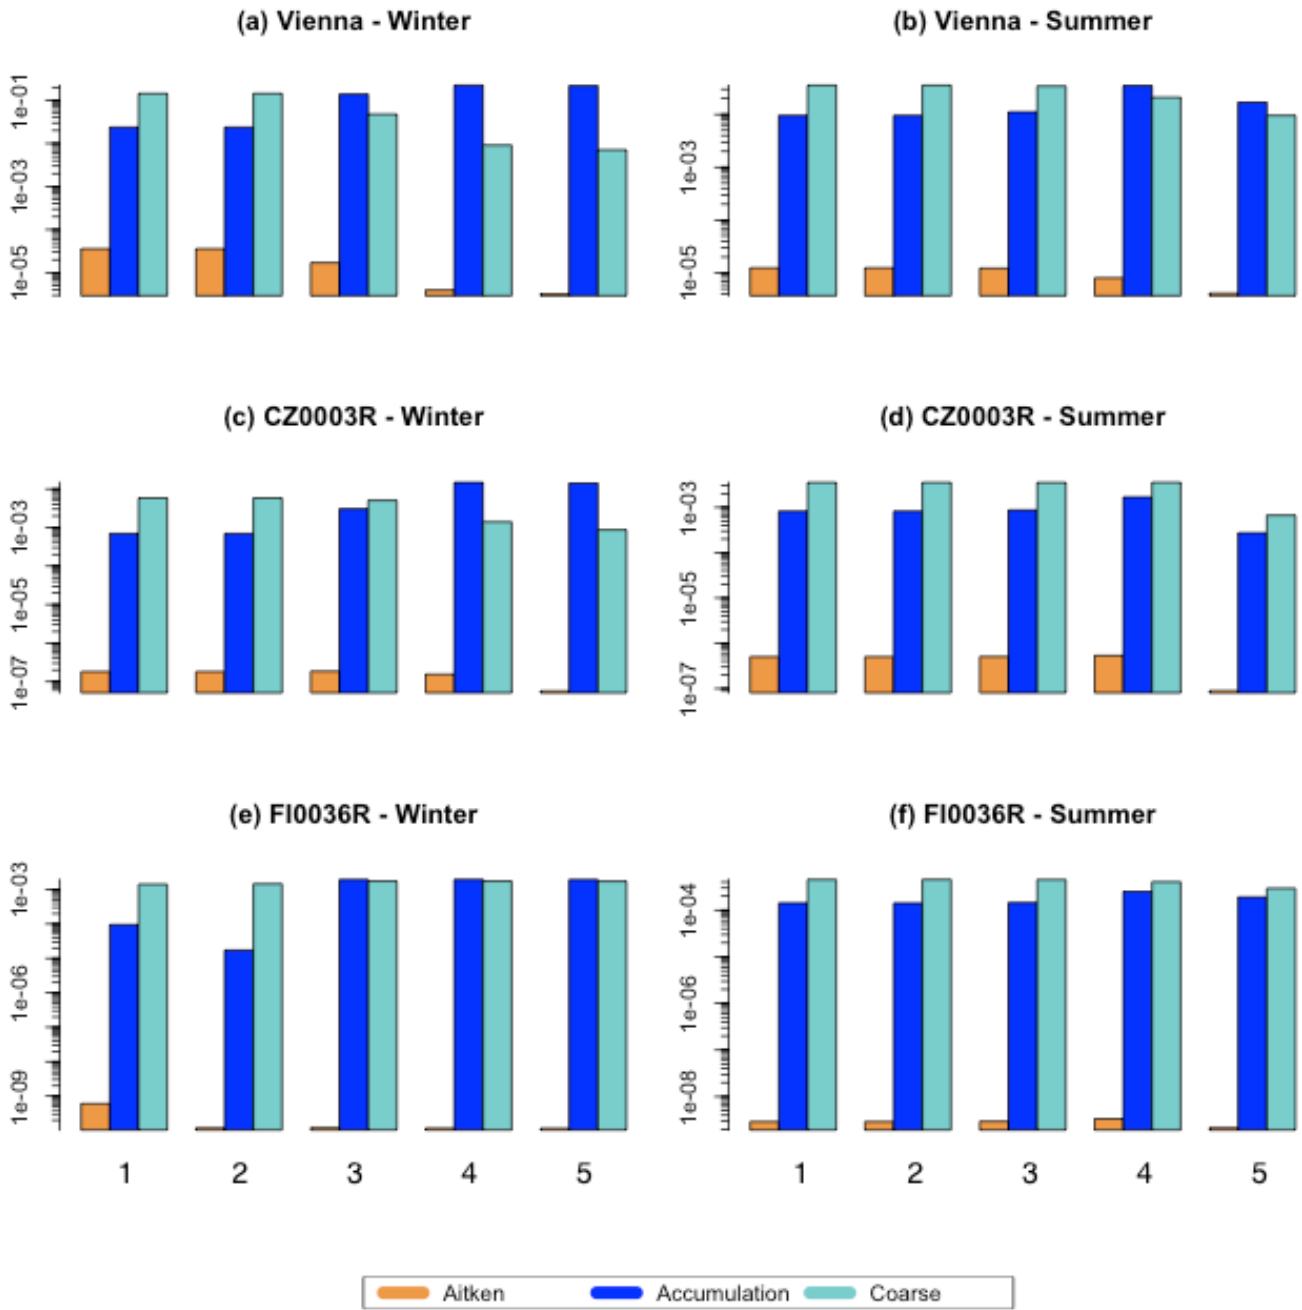 (a) Vienna - Winter
(b) Vienna - Summer
1e-01
1e-03
1e-05
1e-03
1e-05
(c) CZ0003R - Winter
(d) CZ0003R - Summer
1e-03
1e-05
1e-07
1e-03
1e-05
1e-07
(e) FI0036R - Winter
(f) FI0036R - Summer
1e-03
1e-06
1e-09
1e-04
1e-06
1e-08
1 2 3 4 5
1 2 3 4 5
Aitken Accumulation Coarse